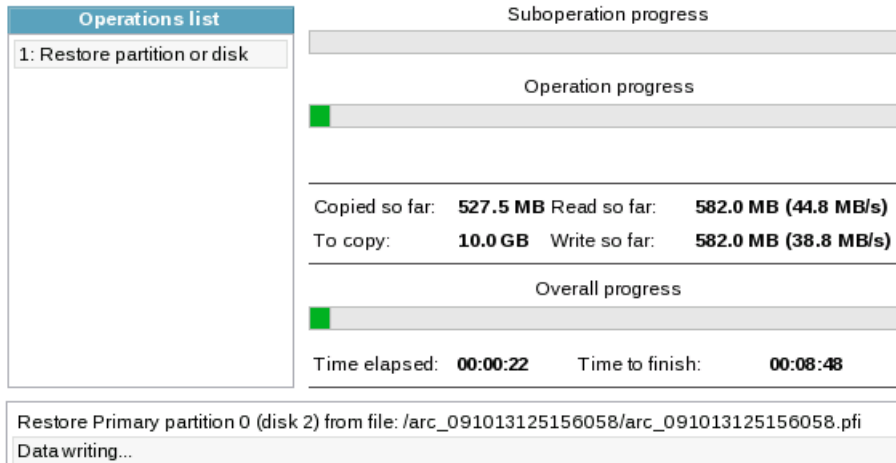 Operations list
1: Restore partition or disk
Suboperation progress
Operation progress
Copied so far: 527.5 MB Read so far: 582.0 MB (44.8 MB/s)
To copy: 10.0 GB Write so far: 582.0 MB (38.8 MB/s)
Overall progress
Time elapsed: 00:00:22 Time to finish: 00:08:48
Restore Primary partition 0 (disk 2) from file: /arc_091013125156058/arc_091013125156058.pfi
Data writing...